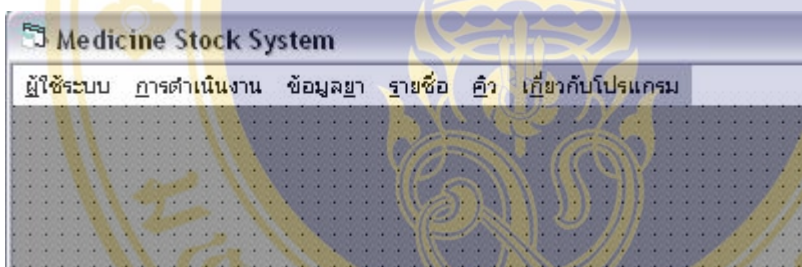 Medicine Stock System
ผู้ใช้ระบบ การดำเนินงาน ข้อมูลยา รายชื่อ คิว เกี่ยวกับโปรแกรม